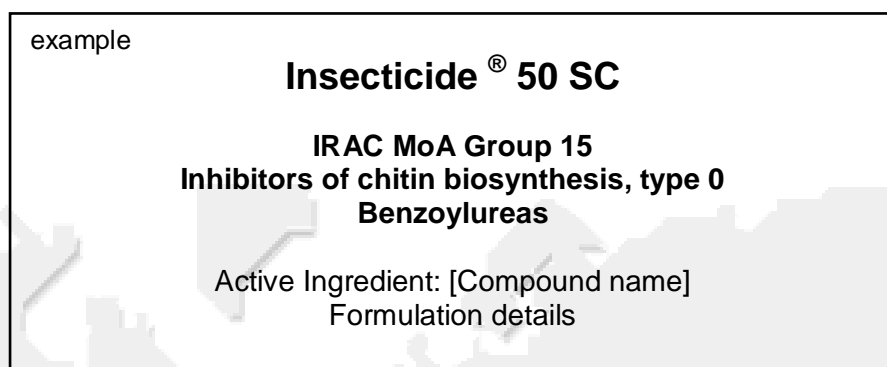 example
Insecticide ® 50 SC
IRAC MoA Group 15
Inhibitors of chitin biosynthesis, type 0
Benzoylureas
Active Ingredient: [Compound name]
Formulation details